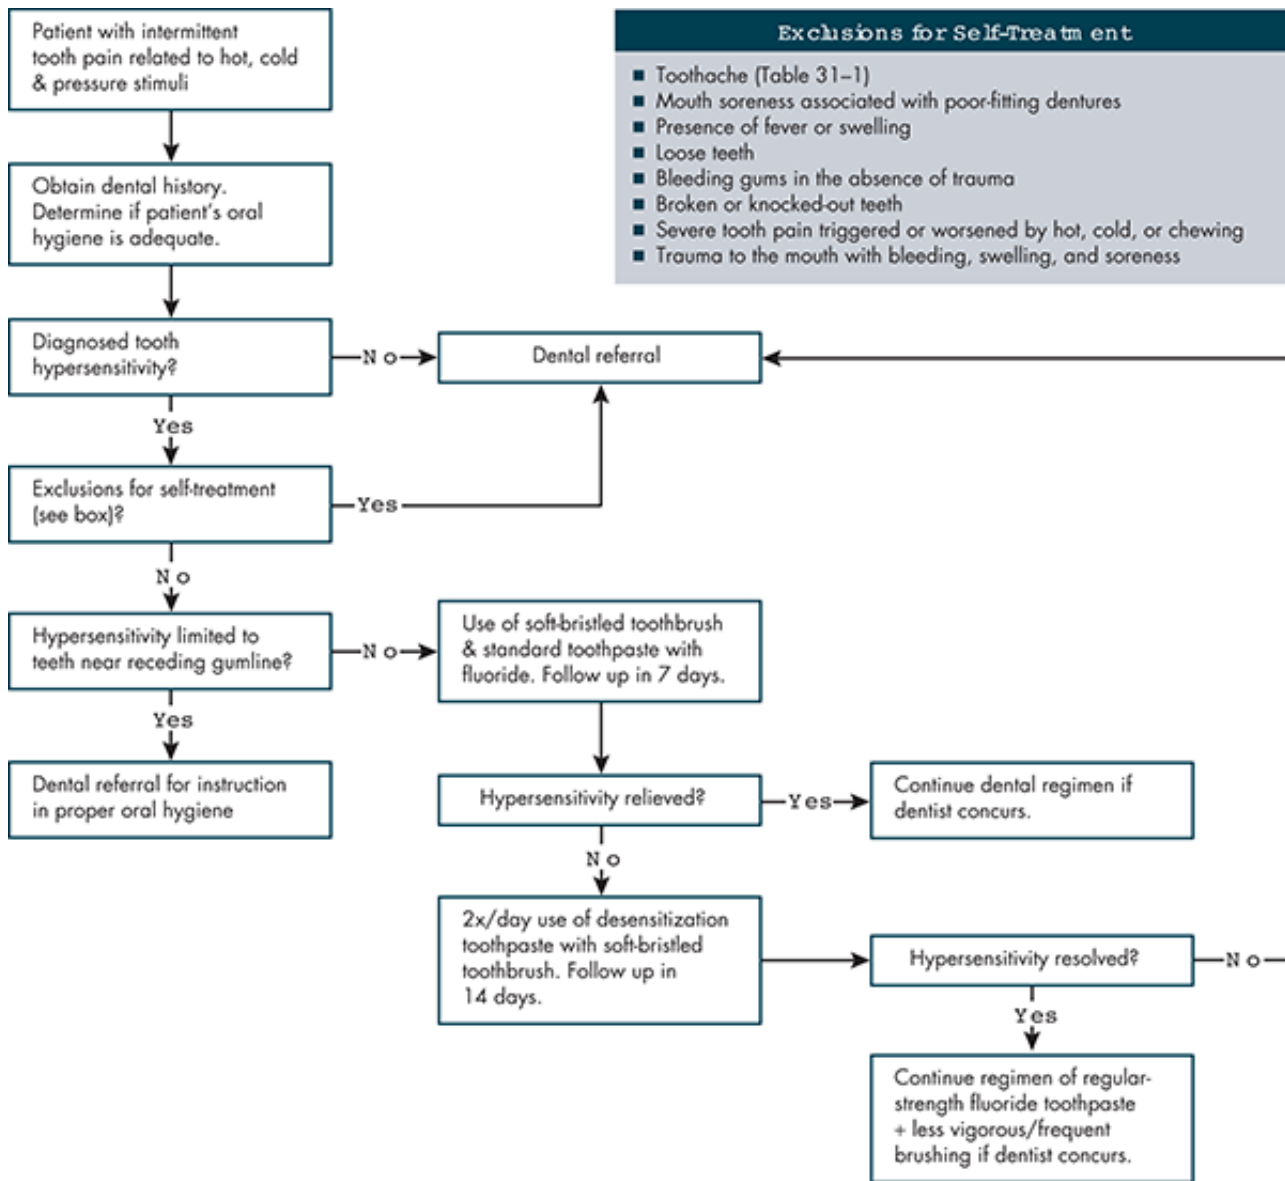 Patient with intermittent
tooth pain related to hot, cold
& pressure stimuli
Exclusions for Self-Treatment
■ Toothache (Table 31–1)
■ Mouth soreness associated with poor-fitting dentures
■ Presence of fever or swelling
■ Loose teeth
■ Bleeding gums in the absence of trauma
■ Broken or knocked-out teeth
■ Severe tooth pain triggered or worsened by hot, cold, or chewing
■ Trauma to the mouth with bleeding, swelling, and soreness
Obtain dental history.
Determine if patient's oral
hygiene is adequate.
Diagnosed tooth
hypersensitivity?
No
Dental referral
Yes
Exclusions for self-treatment
(see box)?
Yes
No
Hypersensitivity limited to
teeth near receding gumline?
No
Use of soft-bristled toothbrush
& standard toothpaste with
fluoride. Follow up in 7 days.
Yes
Dental referral for instruction
in proper oral hygiene
Hypersensitivity relieved?
Yes
Continue dental regimen if
dentist concurs.
No
2x/day use of desensitization
toothpaste with soft-bristled
toothbrush. Follow up in
14 days.
Hypersensitivity resolved?
No
Yes
Continue regimen of regular-
strength fluoride toothpaste
+ less vigorous/frequent
brushing if dentist concurs.